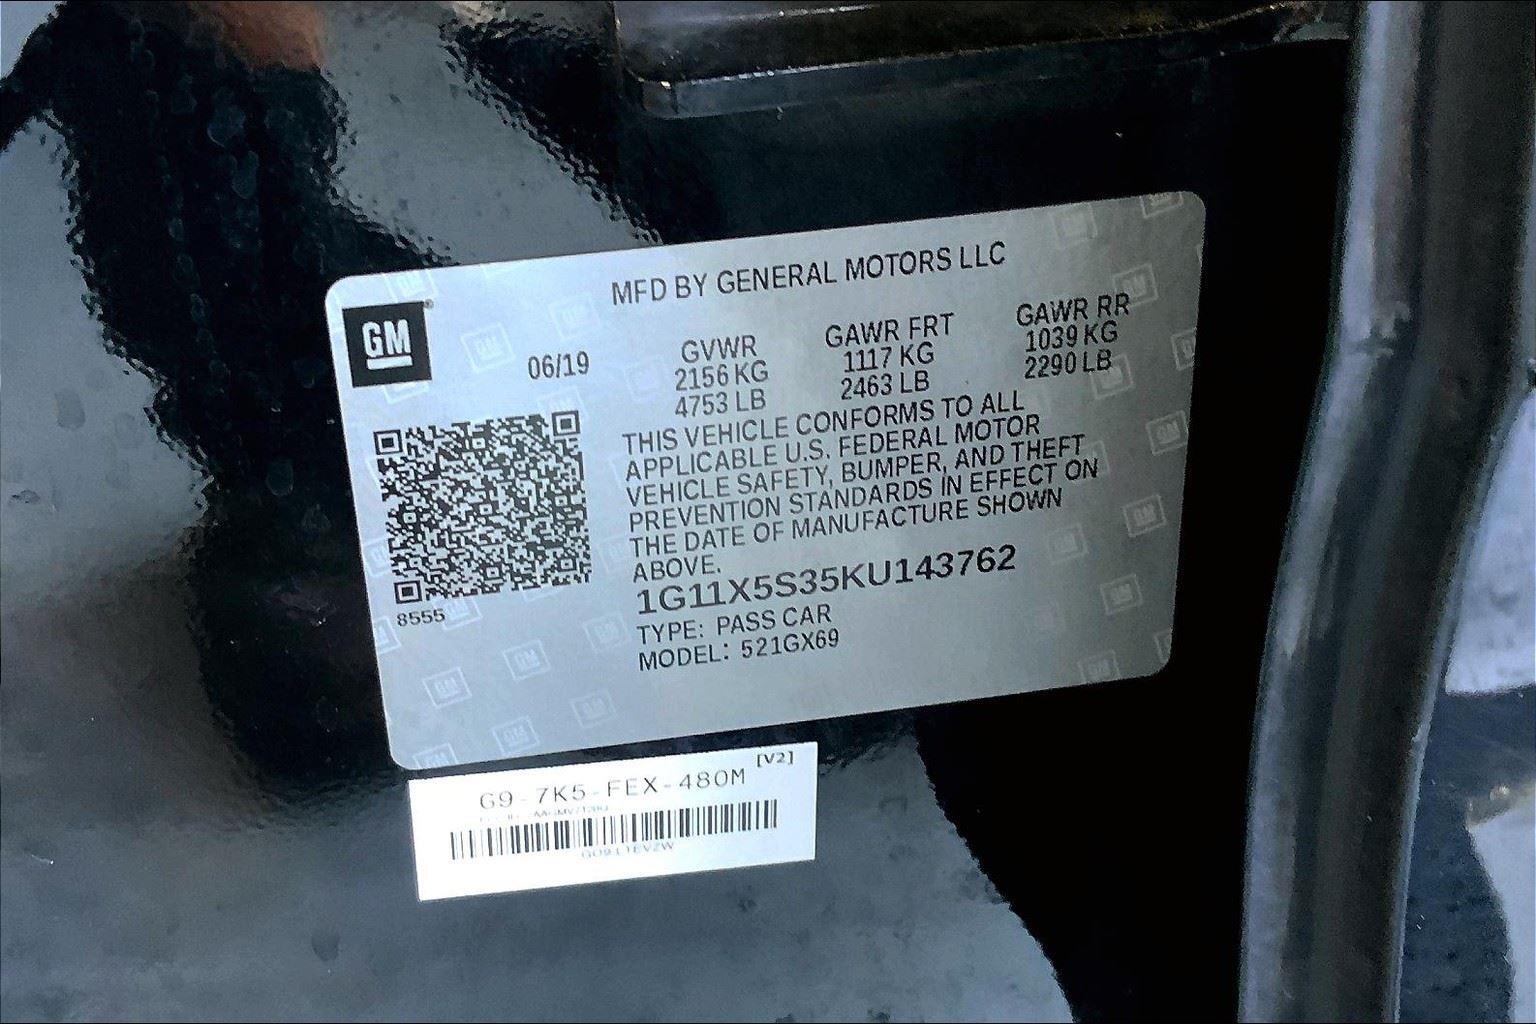 MFD BY GENERAL MOTORS LLC
GM
06/19
GVWR
2156 KG
4753 LB
GAWR FRT
1117 KG
2463 LB
GAWR RR
1039 KG
2290 LB
THIS VEHICLE CONFORMS TO ALL
APPLICABLE U.S. FEDERAL MOTOR
VEHICLE SAFETY, BUMPER, AND THEFT
PREVENTION STANDARDS IN EFFECT ON
THE DATE OF MANUFACTURE SHOWN
ABOVE.
1G11X5S35KU143762
TYPE: PASS CAR
MODEL: 521GX69
8555
[V2]
G9-7K5-FEX-480M